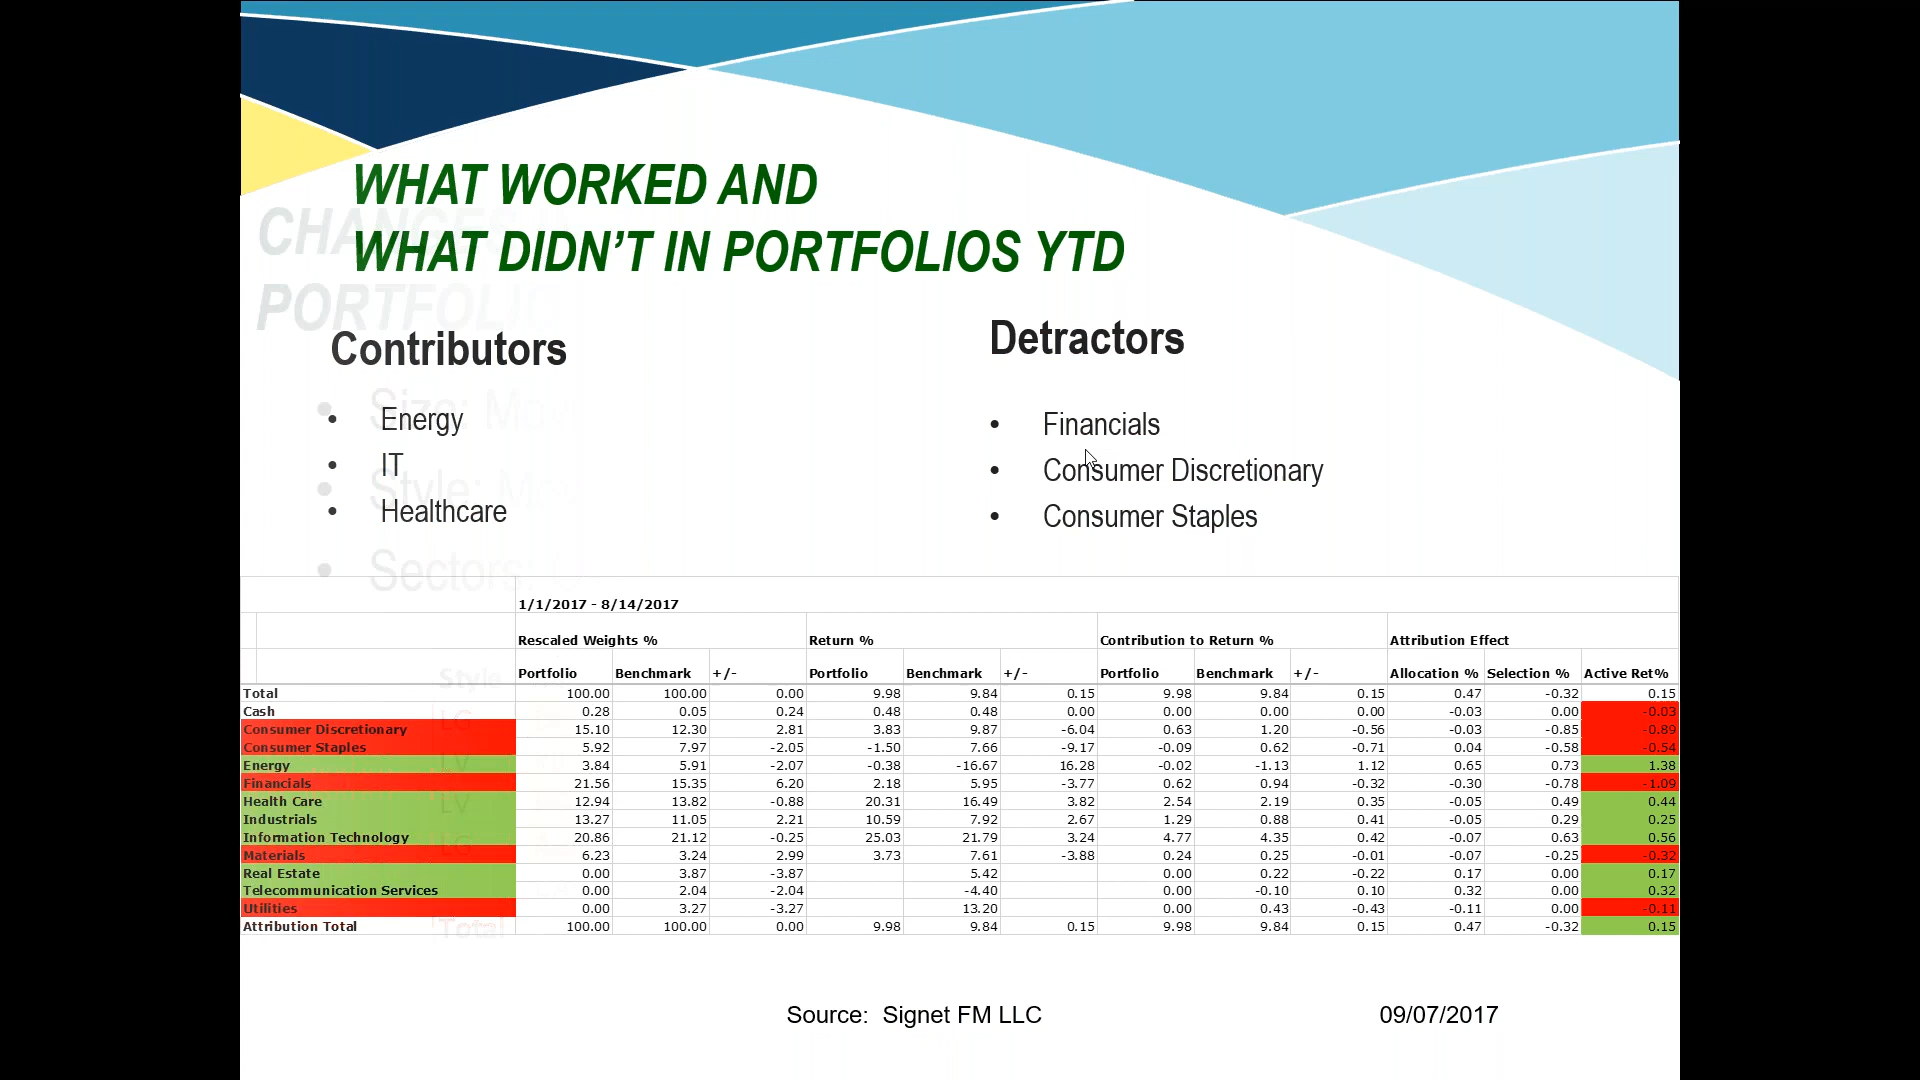 WHAT WORKED AND
WHAT DIDN'T IN PORTFOLIOS YTD
CHANGES
PORTFOLIO
Contributors
• Energy
• IT
• Healthcare
Detractors
• Financials
• Consumer Discretionary
• Consumer Staples
Size:
Style:
Sectors:
1/1/2017 - 8/14/2017
Rescaled Weights % Return % Contribution to Return % Attribution Effect
Portfolio Benchmark +/- Portfolio Benchmark +/- Portfolio Benchmark +/- Allocation % Selection % Active Ret%
Total 100.00 100.00 0.00 9.98 9.84 0.15 9.98 9.84 0.15 0.47 -0.32 0.15
Cash 0.28 0.05 0.24 0.48 0.48 0.00 0.00 0.00 0.00 -0.03 0.00 -0.03
Consumer Discretionary 15.10 12.30 2.81 3.83 9.87 -6.04 0.63 1.20 -0.56 -0.03 -0.85 -0.89
Consumer Staples 5.92 7.97 -2.05 -1.50 7.66 -9.17 -0.09 0.62 -0.71 0.04 -0.58 -0.54
Energy 3.84 5.91 -2.07 -0.38 -16.67 16.28 -0.02 -1.13 1.12 0.65 0.73 1.38
Financials 21.56 15.35 6.20 2.18 5.95 -3.77 0.62 0.94 -0.32 -0.30 -0.78 -1.09
Health Care 12.94 13.82 -0.88 20.31 16.49 3.82 2.54 2.19 0.35 -0.05 0.49 0.44
Industrials 13.27 11.05 2.21 10.59 7.92 2.67 1.29 0.88 0.41 -0.05 0.29 0.25
Information Technology 20.86 21.12 -0.25 25.03 21.79 3.24 4.77 4.35 0.42 -0.07 0.63 0.56
Materials 6.23 3.24 2.99 3.73 7.61 -3.88 0.24 0.25 -0.01 -0.07 -0.25 -0.32
Real Estate 0.00 3.87 -3.87 5.42 0.00 0.22 -0.22 0.17 0.00 0.17
Telecommunication Services 0.00 2.04 -2.04 -4.40 0.00 -0.10 0.10 0.32 0.00 0.32
Utilities 0.00 3.27 -3.27 13.20 0.00 0.43 -0.43 -0.11 0.00 -0.11
Attribution Total 100.00 100.00 0.00 9.98 9.84 0.15 9.98 9.84 0.15 0.47 -0.32 0.15
Style
LG
LV
LV
LG
Total
Source: Signet FM LLC
09/07/2017